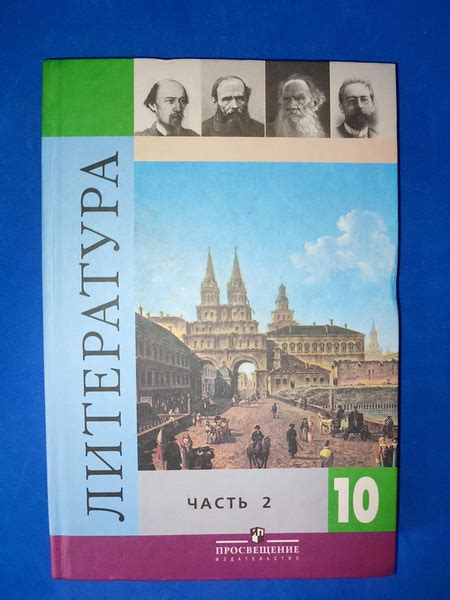 ЛИТЕРАТУРА
ЧАСТЬ 2
10
ПРОСВЕЩЕНИЕ
ИЗДАТЕЛЬСТВО